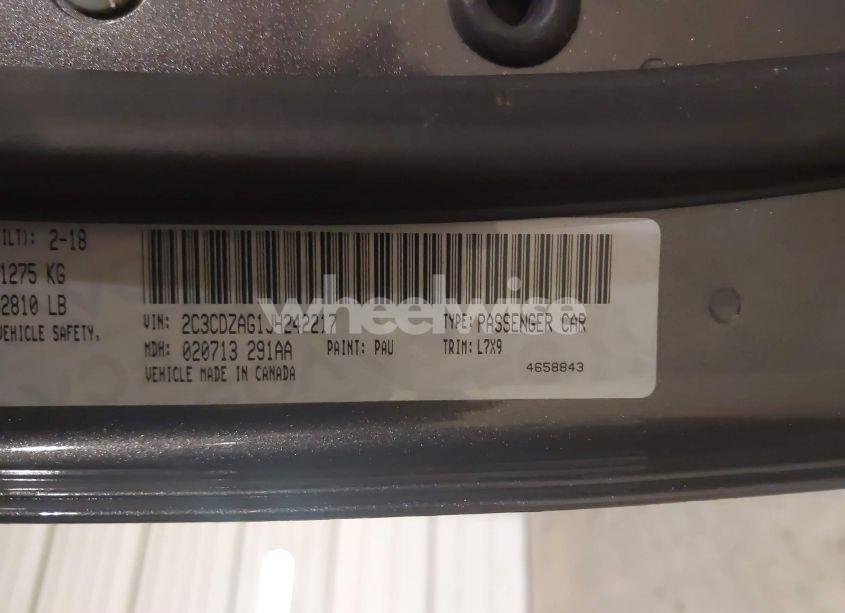 ILT): 2-18
1275 KG
2810 LB
VEHICLE SAFETY,
VIN: 2C3CDZAG1JH242217 TYPE: PASSENGER CAR
MDH: 020713 291AA PAINT: PAU TRIM: L7X9
VEHICLE MADE IN CANADA 4658843
wheelwise